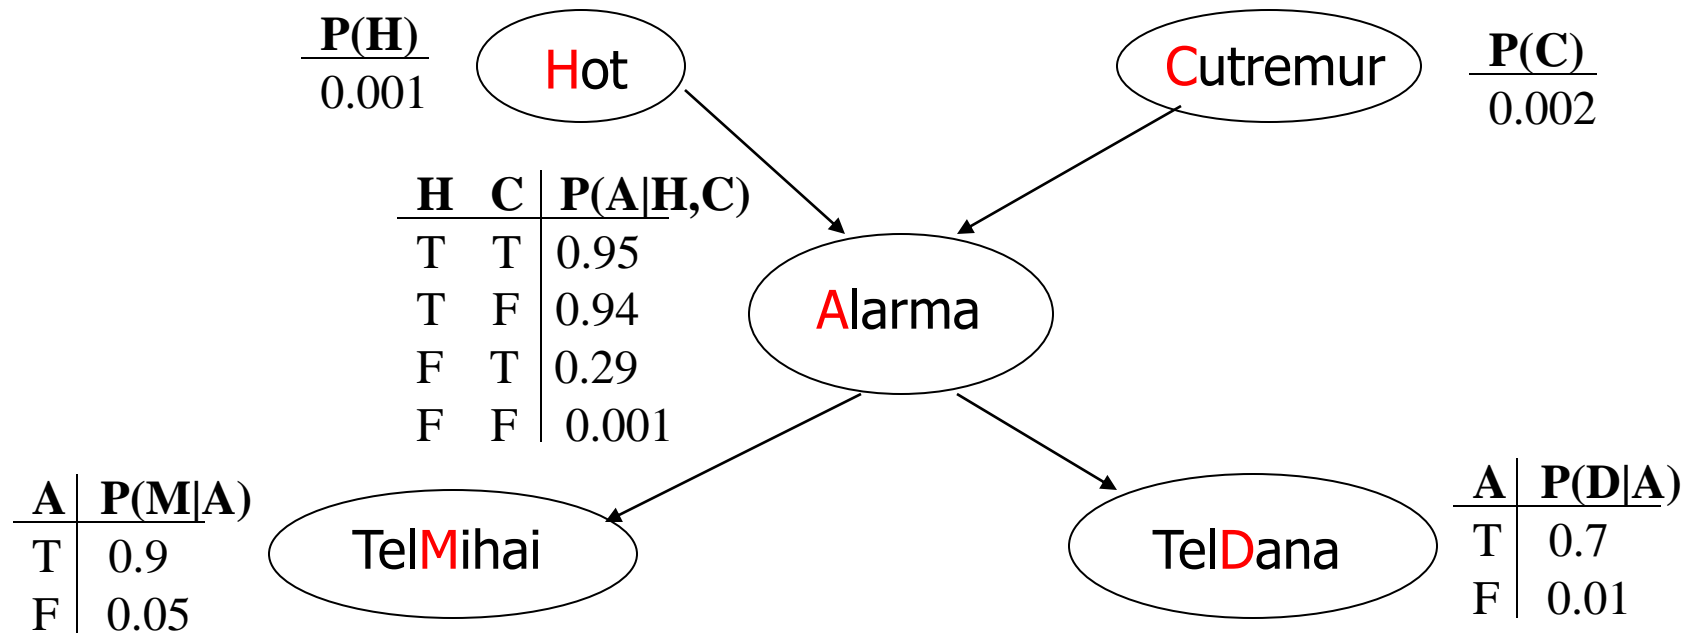 P(H)
0.001
Hot
Cutremur
P(C)
0.002
H C P(A|H,C)
T T 0.95
T F 0.94
F T 0.29
F F 0.001
Alarma
A P(M|A)
T 0.9
F 0.05
TelMihai
TelDana
A P(D|A)
T 0.7
F 0.01